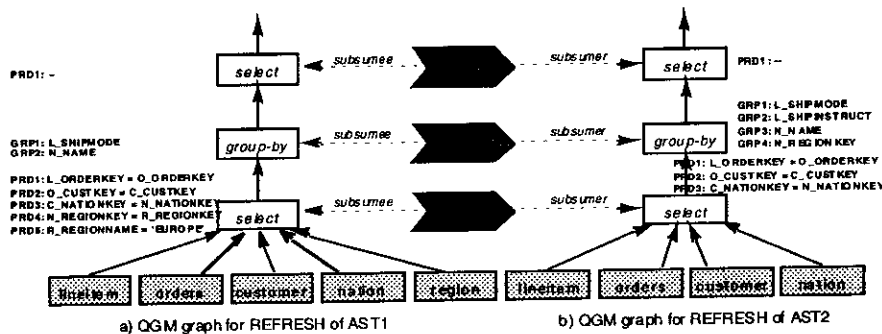 select
subsumee
subsumer
select
PRD1: -
PRD1: -
GRP1: L_SHIPMODE
GRP2: L_SHIPINSTRUCT
GRP3: N_NAME
GRP4: N_REGIONKEY
GRP1: L_SHIPMODE
GRP2: N_NAME
group-by
subsumee
subsumer
group-by
PRD1: L_ORDERKEY = O_ORDERKEY
PRD2: O_CUSTKEY = C_CUSTKEY
PRD3: C_NATIONKEY = N_NATIONKEY
PRD4: N_REGIONKEY = R_REGIONKEY
PRD5: R_REGIONNAME = 'EUROPE'
PRD1: L_ORDERKEY = O_ORDERKEY
PRD2: O_CUSTKEY = C_CUSTKEY
PRD3: C_NATIONKEY = N_NATIONKEY
select
subsumee
subsumer
select
lineitem
orders
customer
nation
region
lineitem
orders
customer
nation
a) QGM graph for REFRESH of AST1
b) QGM graph for REFRESH of AST2